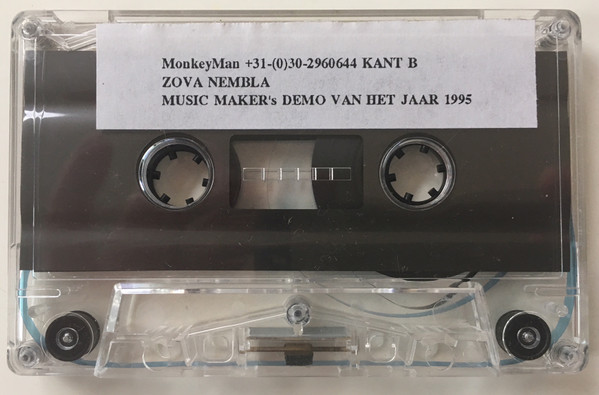 MonkeyMan +31-(0)30-2960644 KANT B
ZOVA NEMBLA
MUSIC MAKER's DEMO VAN HET JAAR 1995